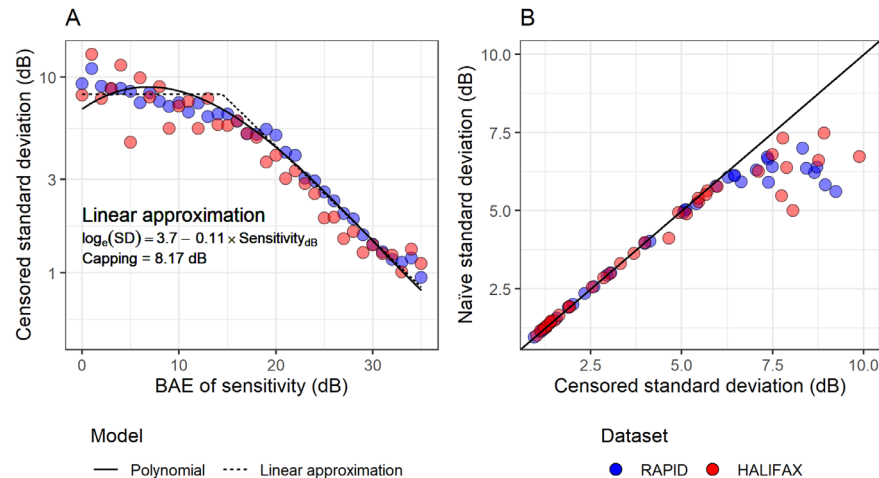 A
Censored standard deviation (dB)
10
3
1
Linear approximation
logₑ(SD) = 3.7 − 0.11 × Sensitivity_dB
Capping = 8.17 dB
0
10
20
30
BAE of sensitivity (dB)
B
Naïve standard deviation (dB)
10.0
7.5
5.0
2.5
2.5
5.0
7.5
10.0
Censored standard deviation (dB)
Model
Polynomial
Linear approximation
Dataset
RAPID
HALIFAX